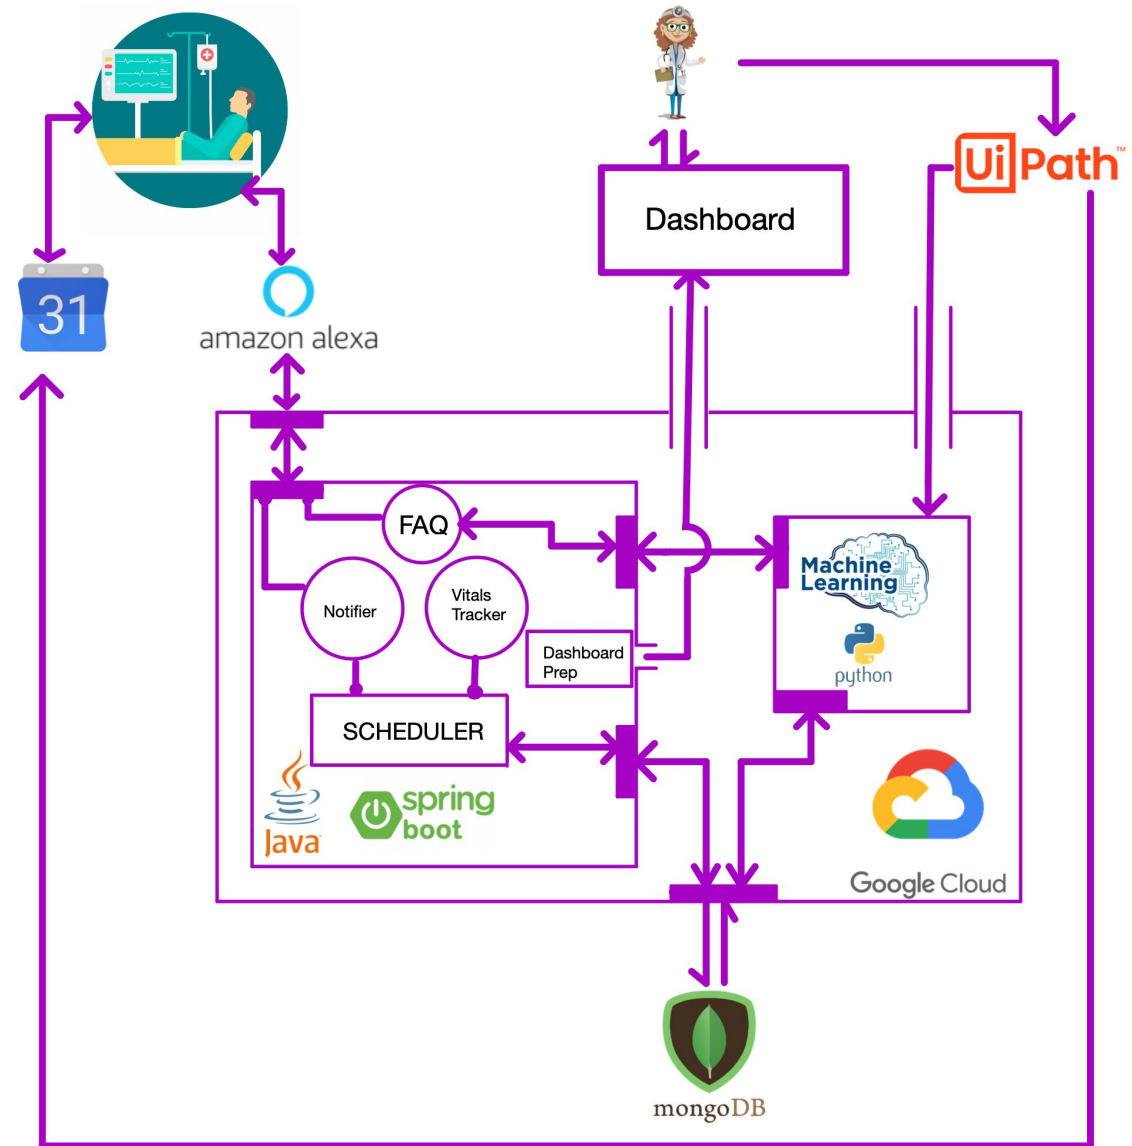 UiPath™
Dashboard
31
amazon alexa
FAQ
Notifier
Vitals
Tracker
Machine
Learning
Dashboard
Prep
python
SCHEDULER
Java
spring
boot
Google Cloud
mongoDB